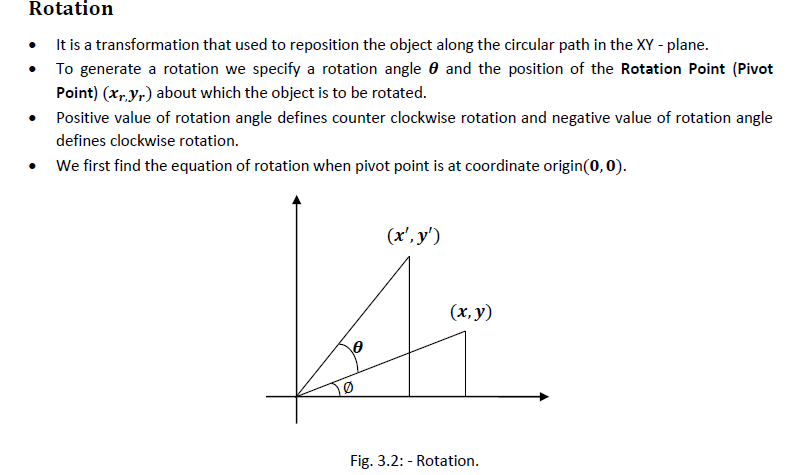 Rotation
• It is a transformation that used to reposition the object along the circular path in the XY - plane.
• To generate a rotation we specify a rotation angle θ and the position of the Rotation Point (Pivot
Point) (xr,yr) about which the object is to be rotated.
• Positive value of rotation angle defines counter clockwise rotation and negative value of rotation angle
defines clockwise rotation.
• We first find the equation of rotation when pivot point is at coordinate origin(0, 0).
(x', y')
(x, y)
θ
Ø
Fig. 3.2: - Rotation.